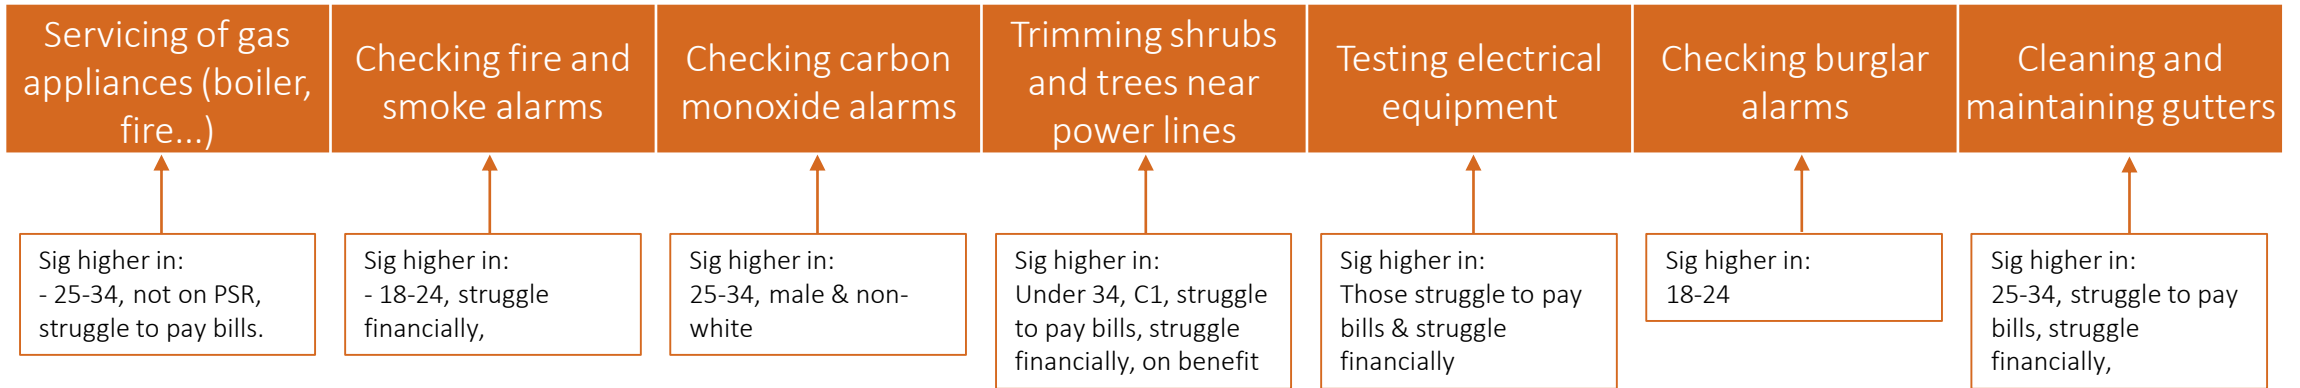 Servicing of gas
appliances (boiler,
fire...)
Checking fire and
smoke alarms
Checking carbon
monoxide alarms
Trimming shrubs
and trees near
power lines
Testing electrical
equipment
Checking burglar
alarms
Cleaning and
maintaining gutters
Sig higher in:
- 25-34, not on PSR,
struggle to pay bills.
Sig higher in:
- 18-24, struggle
financially,
Sig higher in:
25-34, male & non-
white
Sig higher in:
Under 34, C1, struggle
to pay bills, struggle
financially, on benefit
Sig higher in:
Those struggle to pay
bills & struggle
financially
Sig higher in:
18-24
Sig higher in:
25-34, struggle to pay
bills, struggle
financially,